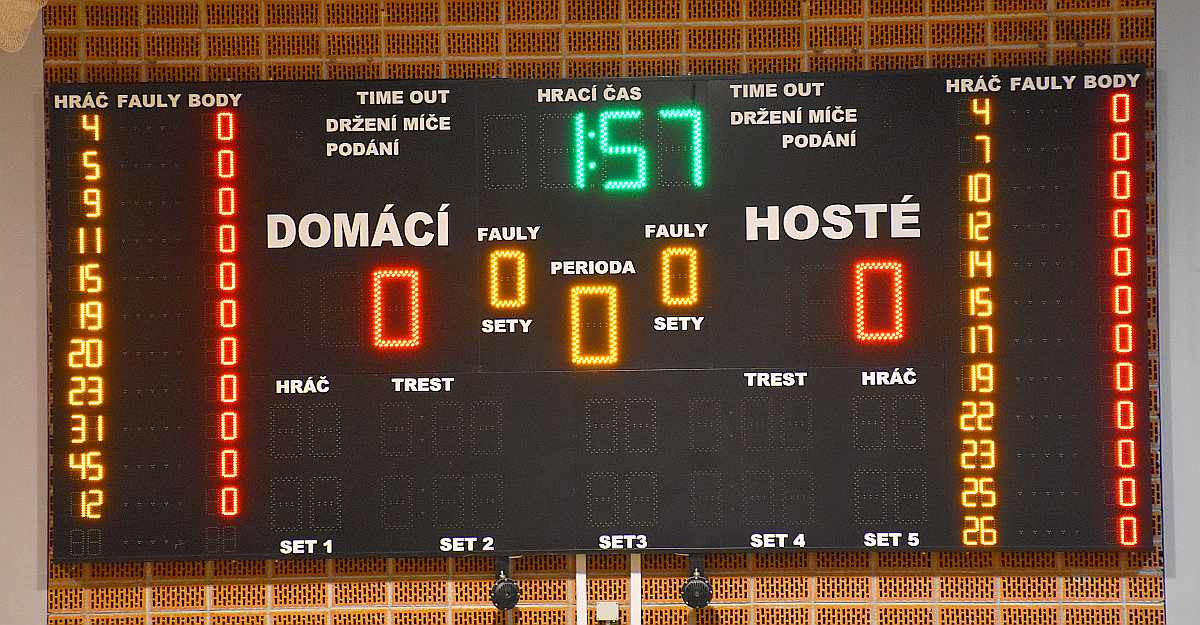 HRÁČ FAULY BODY
4 0
5 0
9 0
11 0
15 0
19 0
20 0
23 0
31 0
45 0
12 0
TIME OUT
DRŽENÍ MÍČE
PODÁNÍ
HRACÍ ČAS
1:57
TIME OUT
DRŽENÍ MÍČE
PODÁNÍ
DOMÁCÍ
0
FAULY
0
SETY
PERIODA
0
FAULY
0
SETY
HOSTÉ
0
HRÁČ TREST
TREST HRÁČ
SET 1 SET 2 SET3 SET 4 SET 5
HRÁČ FAULY BODY
4 0
7 0
10 0
12 0
14 0
15 0
17 0
19 0
22 0
23 0
25 0
26 0